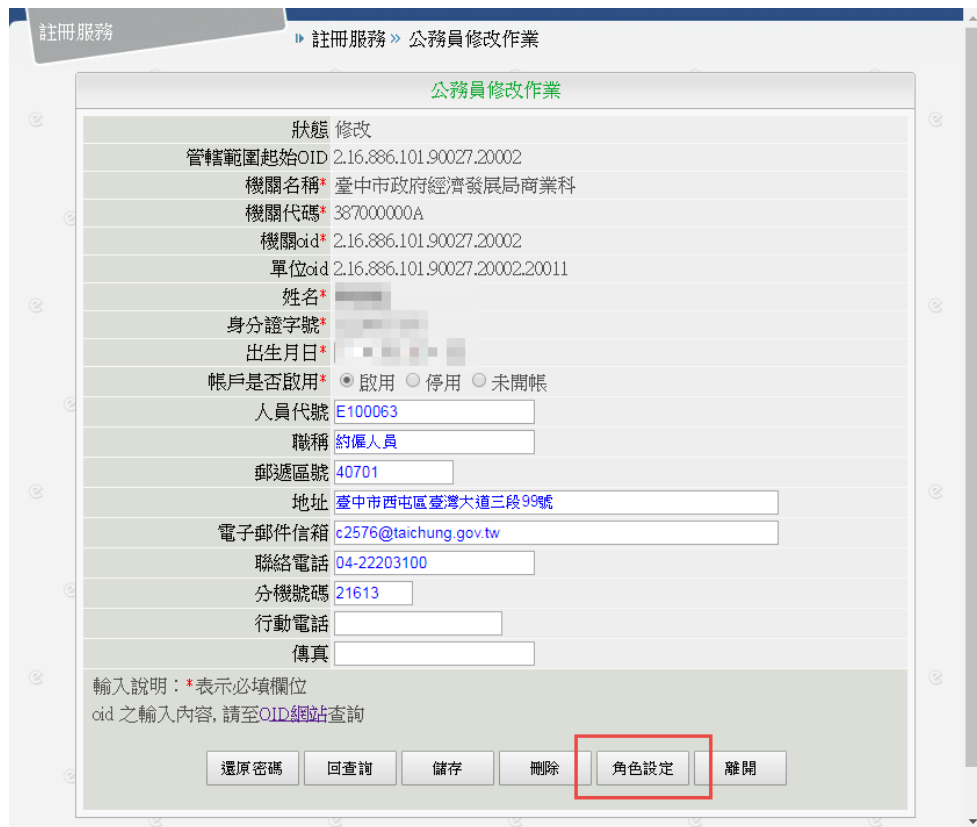 註冊服務
註冊服務» 公務員修改作業
公務員修改作業
狀態 修改
管轄範圍起始OID 2.16.886.101.90027.20002
機關名稱* 臺中市政府經濟發展局商業科
機關代碼* 387000000A
機關oid* 2.16.886.101.90027.20002
單位oid 2.16.886.101.90027.20002.20011
姓名*
身分證字號*
出生月日*
帳戶是否啟用* 啟用 停用 未開帳
人員代號 E100063
職稱 約僱人員
郵遞區號 40701
地址 臺中市西屯區臺灣大道三段99號
電子郵件信箱 c2576@taichung.gov.tw
聯絡電話 04-22203100
分機號碼 21613
行動電話
傳真
輸入說明：*表示必填欄位
oid 之輸入內容, 請至OID網站查詢
還原密碼 回查詢 儲存 刪除 角色設定 離開